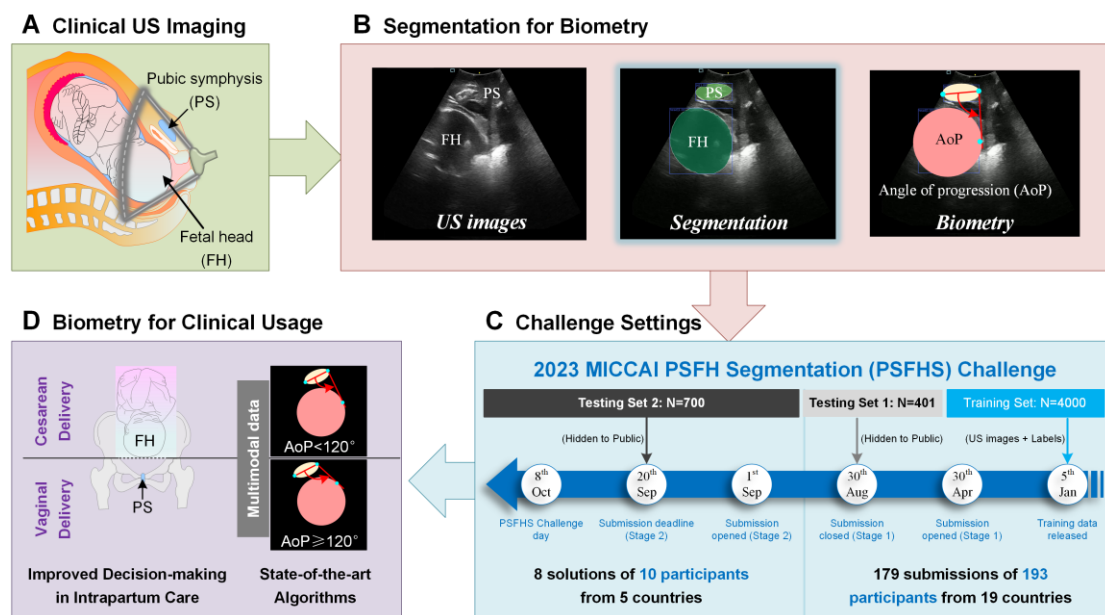 A Clinical US Imaging
Pubic symphysis
(PS)
Fetal head
(FH)
B Segmentation for Biometry
PS
FH
US images
PS
FH
Segmentation
AoP
Angle of progression (AoP)
Biometry
C Challenge Settings
2023 MICCAI PSFH Segmentation (PSFHS) Challenge
Testing Set 2: N=700
Testing Set 1: N=401
Training Set: N=4000
(Hidden to Public)
(Hidden to Public)
(US images + Labels)
8th
Oct
20th
Sep
1st
Sep
30th
Aug
30th
Apr
5th
Jan
PSFHS Challenge
day
Submission deadline
(Stage 2)
Submission
opened (Stage 2)
Submission
closed (Stage 1)
Submission
opened (Stage 1)
Training data
released
8 solutions of 10 participants
from 5 countries
179 submissions of 193
participants from 19 countries
D Biometry for Clinical Usage
Cesarean
Delivery
Vaginal
Delivery
FH
PS
Multimodal data
AoP<120°
AoP≥120°
Improved Decision-making
in Intrapartum Care
State-of-the-art
Algorithms